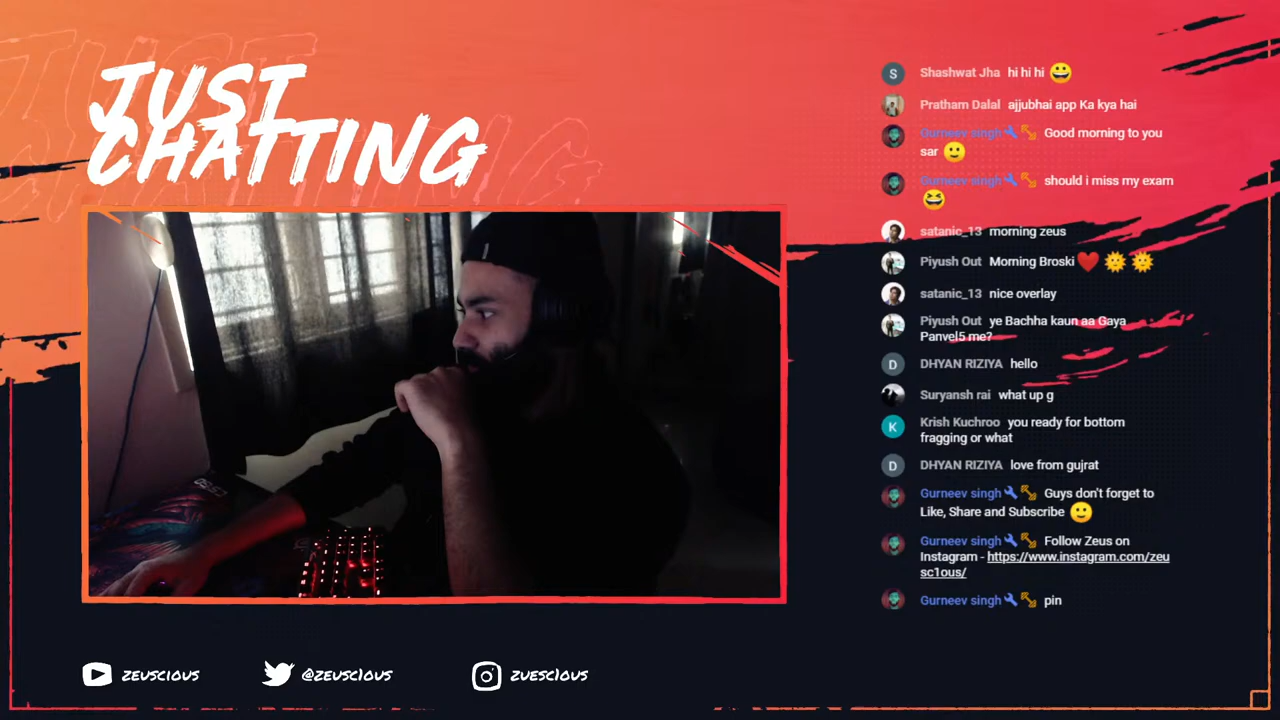 JUST
CHATTING
S Shashwat Jha hi hi hi 😀
Pratham Dalal ajjubhai app Ka kya hai
Gurneev singh Good morning to you
sar 🙂
Gurneev singh should i miss my exam
😆
satanic_13 morning zeus
Piyush Out Morning Broski ❤️ 🌞 🌞
satanic_13 nice overlay
Piyush Out ye Bachha kaun aa Gaya
Panvel5 me?
D DHYAN RIZIYA hello
Suryansh rai what up g
K Krish Kuchroo you ready for bottom
fragging or what
D DHYAN RIZIYA love from gujrat
Gurneev singh Guys don't forget to
Like, Share and Subscribe 🙂
Gurneev singh Follow Zeus on
Instagram - https://www.instagram.com/zeu
sc1ous/
Gurneev singh pin
ZEUSCIOUS @ZEUSC1OUS ZUESC1OUS